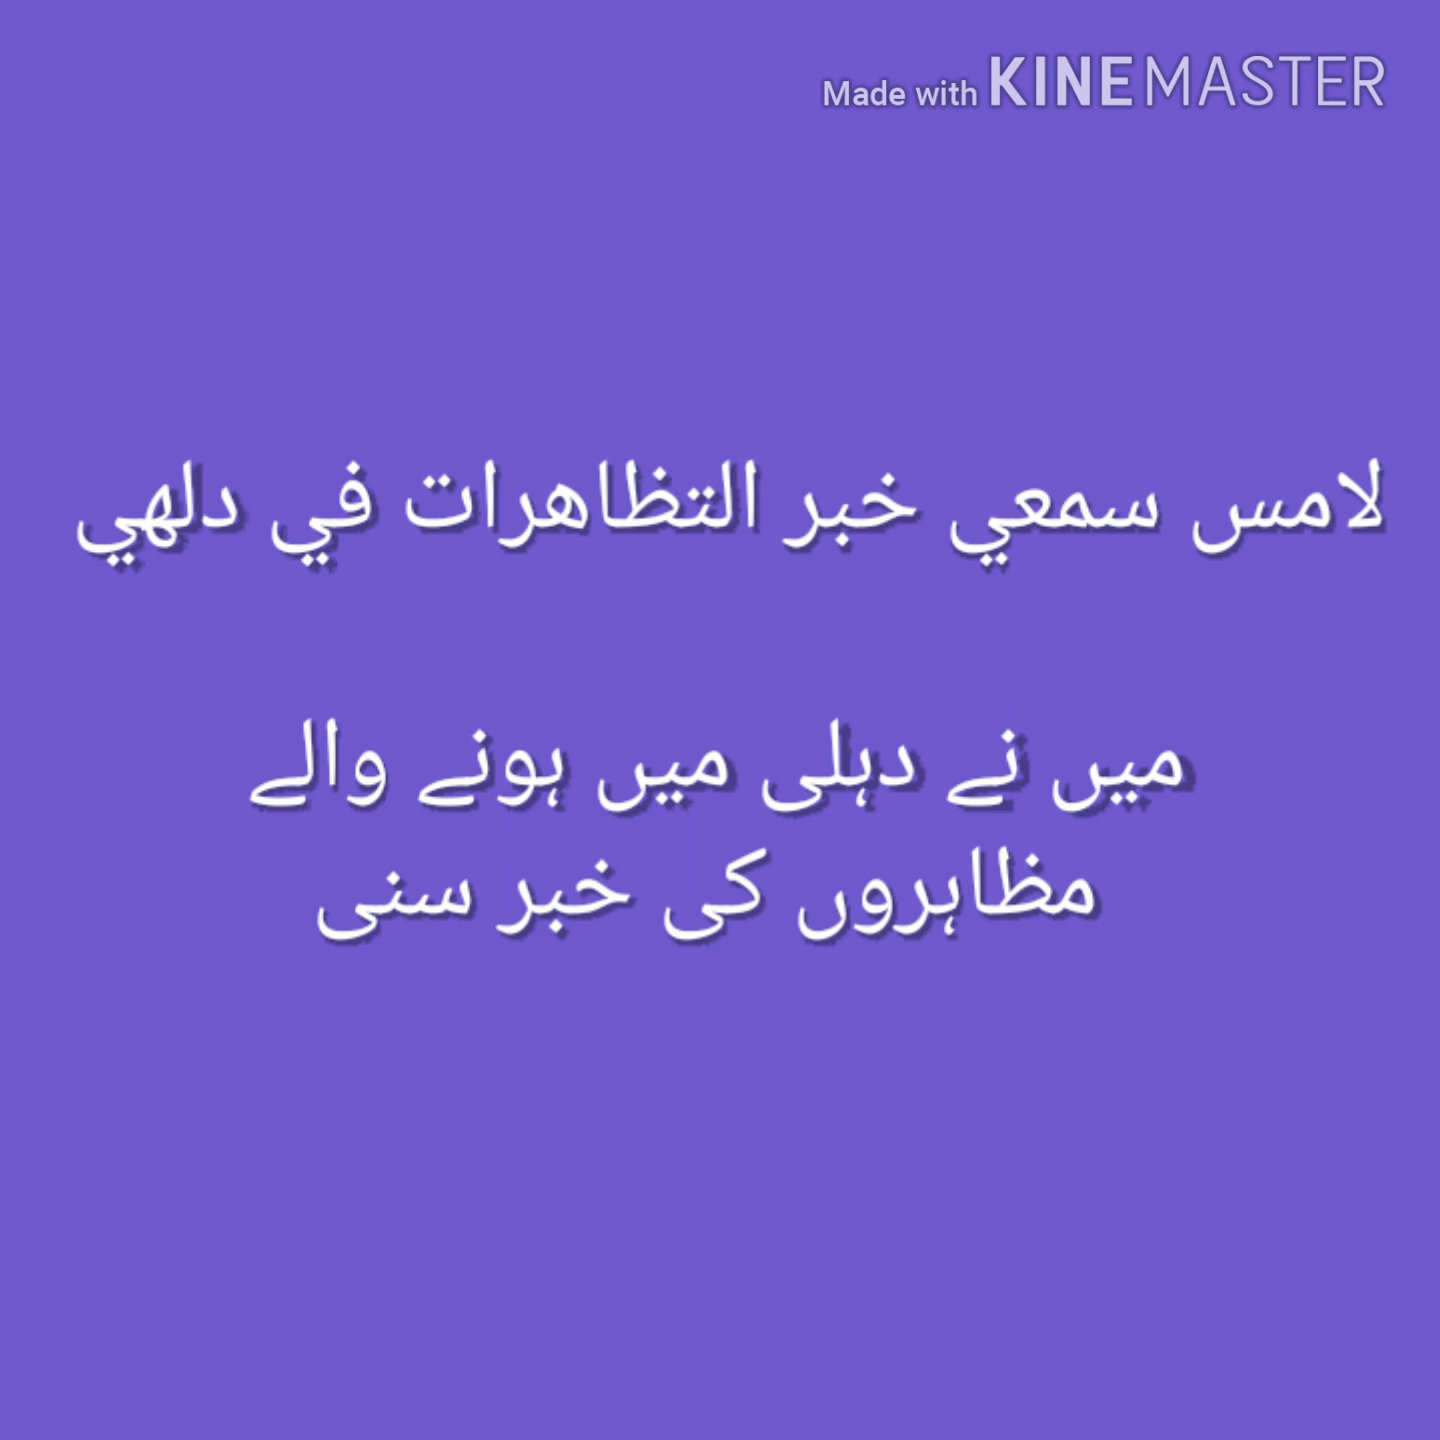 Made with KINEMASTER
لامس سمعي خبر التظاهرات في دلهي
میں نے دہلی میں ہونے والے
مظاہروں کی خبر سنی